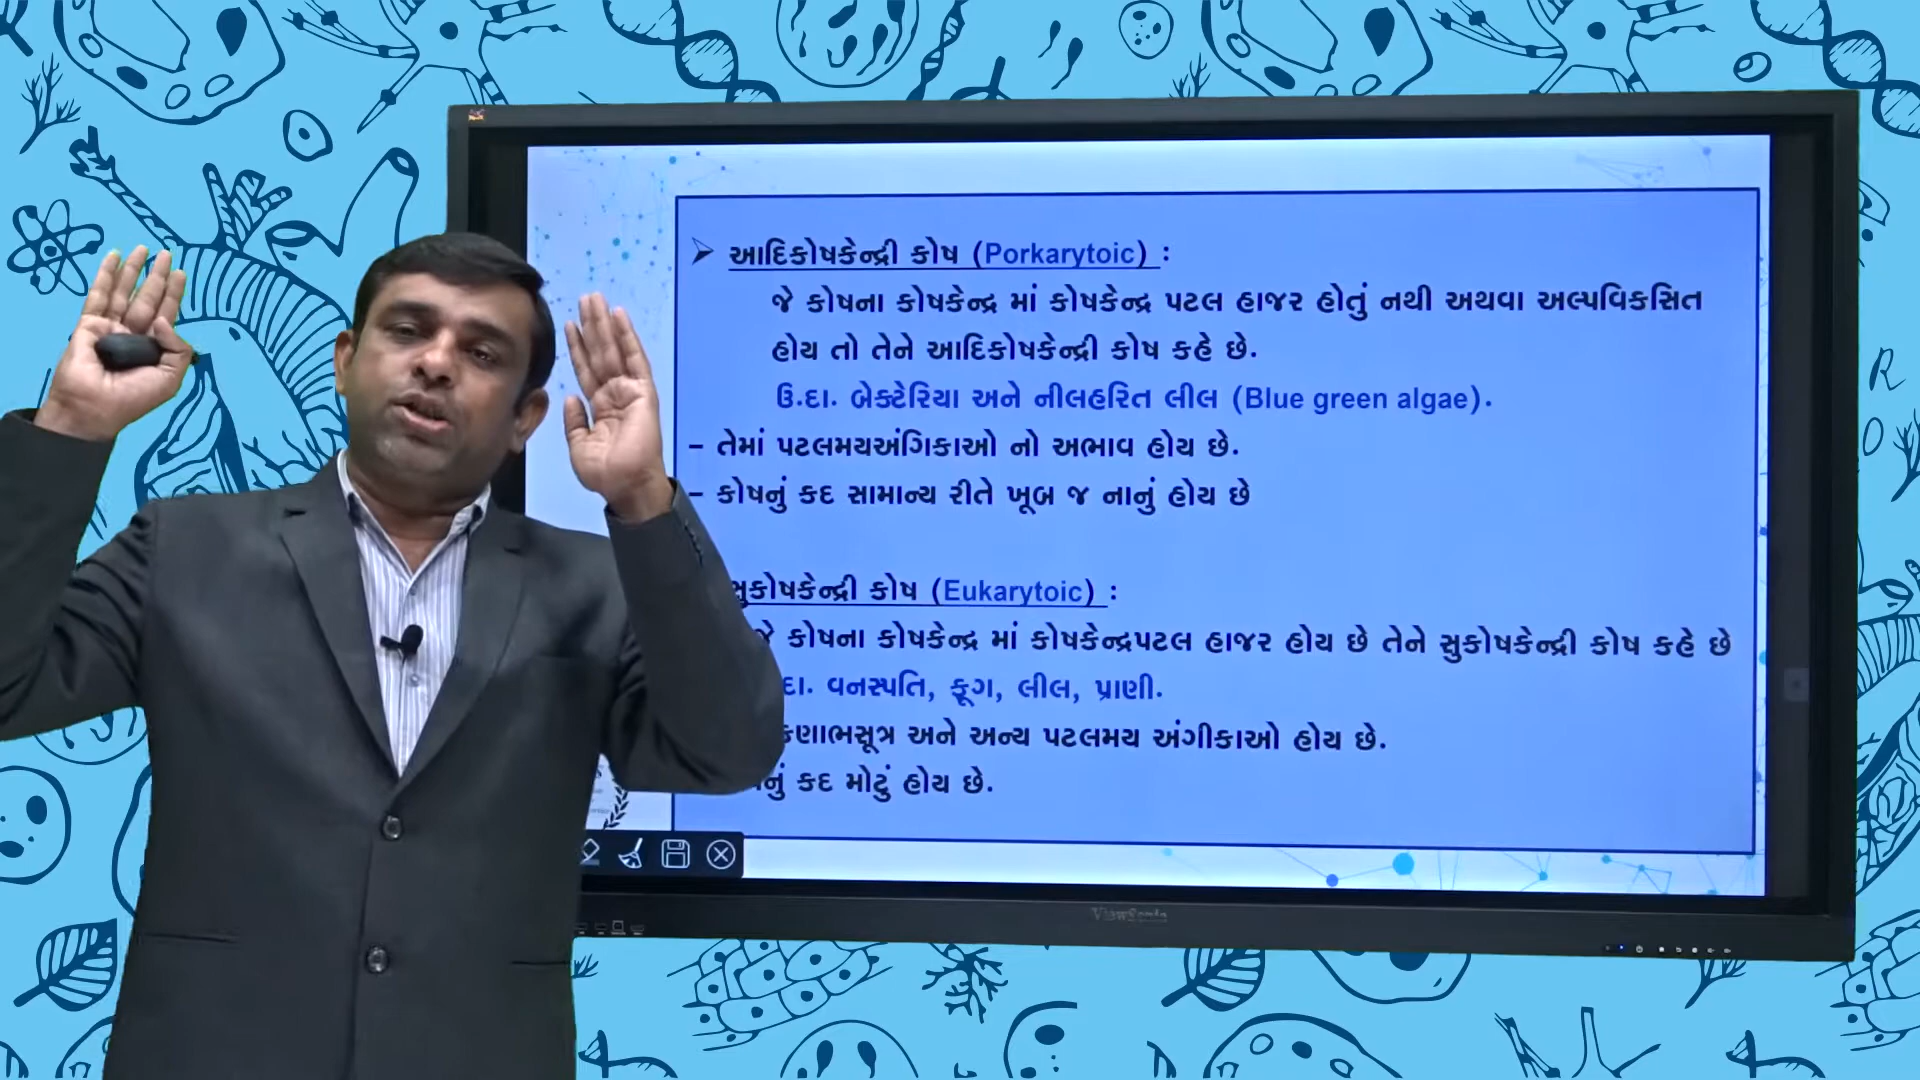 આદિકોષકેન્દ્રી કોષ (Porkarytoic) :
જે કોષના કોષકેન્દ્ર માં કોષકેન્દ્ર પટલ હાજર હોતું નથી અથવા અલ્પવિકસિત
હોય તો તેને આદિકોષકેન્દ્રી કોષ કહે છે.
ઉ.દા. બેક્ટેરિયા અને નીલહરિત લીલ (Blue green algae).
– તેમાં પટલમયઅંગિકાઓ નો અભાવ હોય છે.
– કોષનું કદ સામાન્ય રીતે ખૂબ જ નાનું હોય છે
સુકોષકેન્દ્રી કોષ (Eukarytoic) :
જે કોષના કોષકેન્દ્ર માં કોષકેન્દ્રપટલ હાજર હોય છે તેને સુકોષકેન્દ્રી કોષ કહે છે
દા. વનસ્પતિ, ફૂગ, લીલ, પ્રાણી.
કણાભસૂત્ર અને અન્ય પટલમય અંગીકાઓ હોય છે.
નું કદ મોટું હોય છે.
ViewSonic